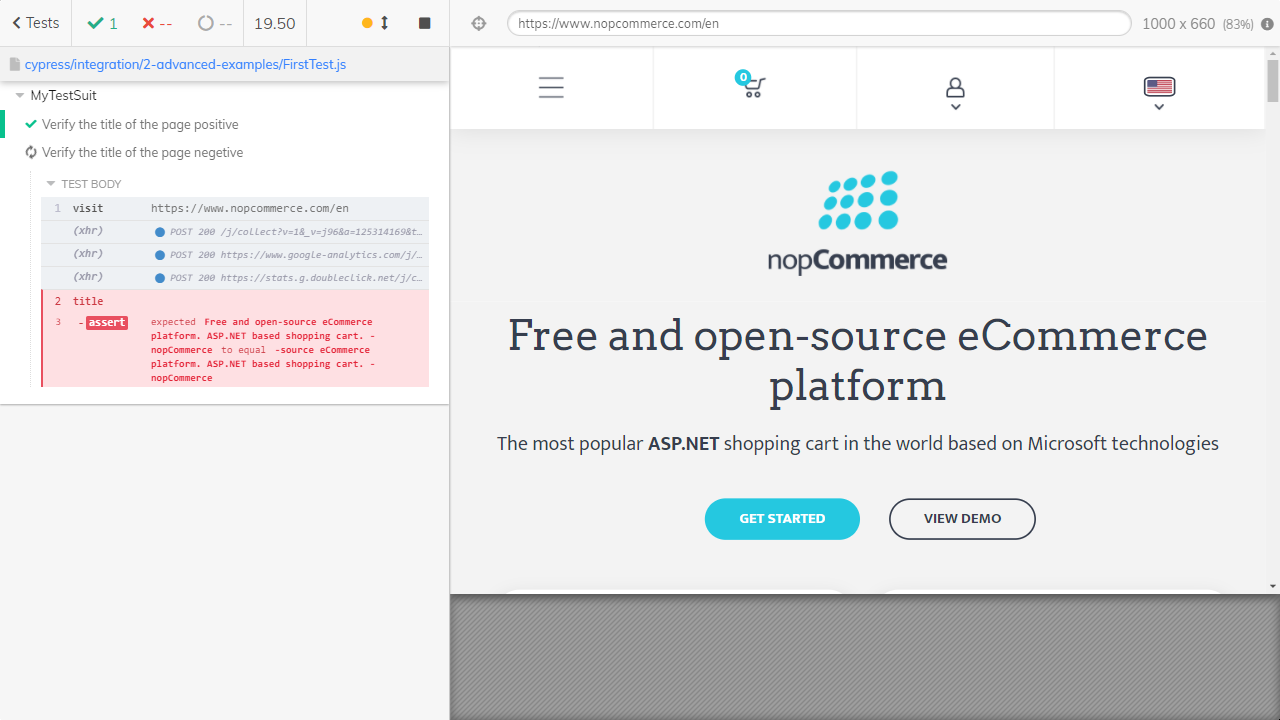 Tests
1
--
--
19.50
https://www.nopcommerce.com/en
1000 x 660 (83%)
cypress/integration/2-advanced-examples/FirstTest.js
MyTestSuit
Verify the title of the page positive
Verify the title of the page negetive
TEST BODY
1 visit https://www.nopcommerce.com/en
(xhr) POST 200 /j/collect?v=1&_v=j96&a=125314169&t…
(xhr) POST 200 https://www.google-analytics.com/j/…
(xhr) POST 200 https://stats.g.doubleclick.net/j/c…
2 title
3 -assert expected Free and open-source eCommerce
platform. ASP.NET based shopping cart. -
nopCommerce to equal -source eCommerce
platform. ASP.NET based shopping cart. -
nopCommerce
0
nopCommerce
Free and open-source eCommerce
platform
The most popular ASP.NET shopping cart in the world based on Microsoft technologies
GET STARTED
VIEW DEMO